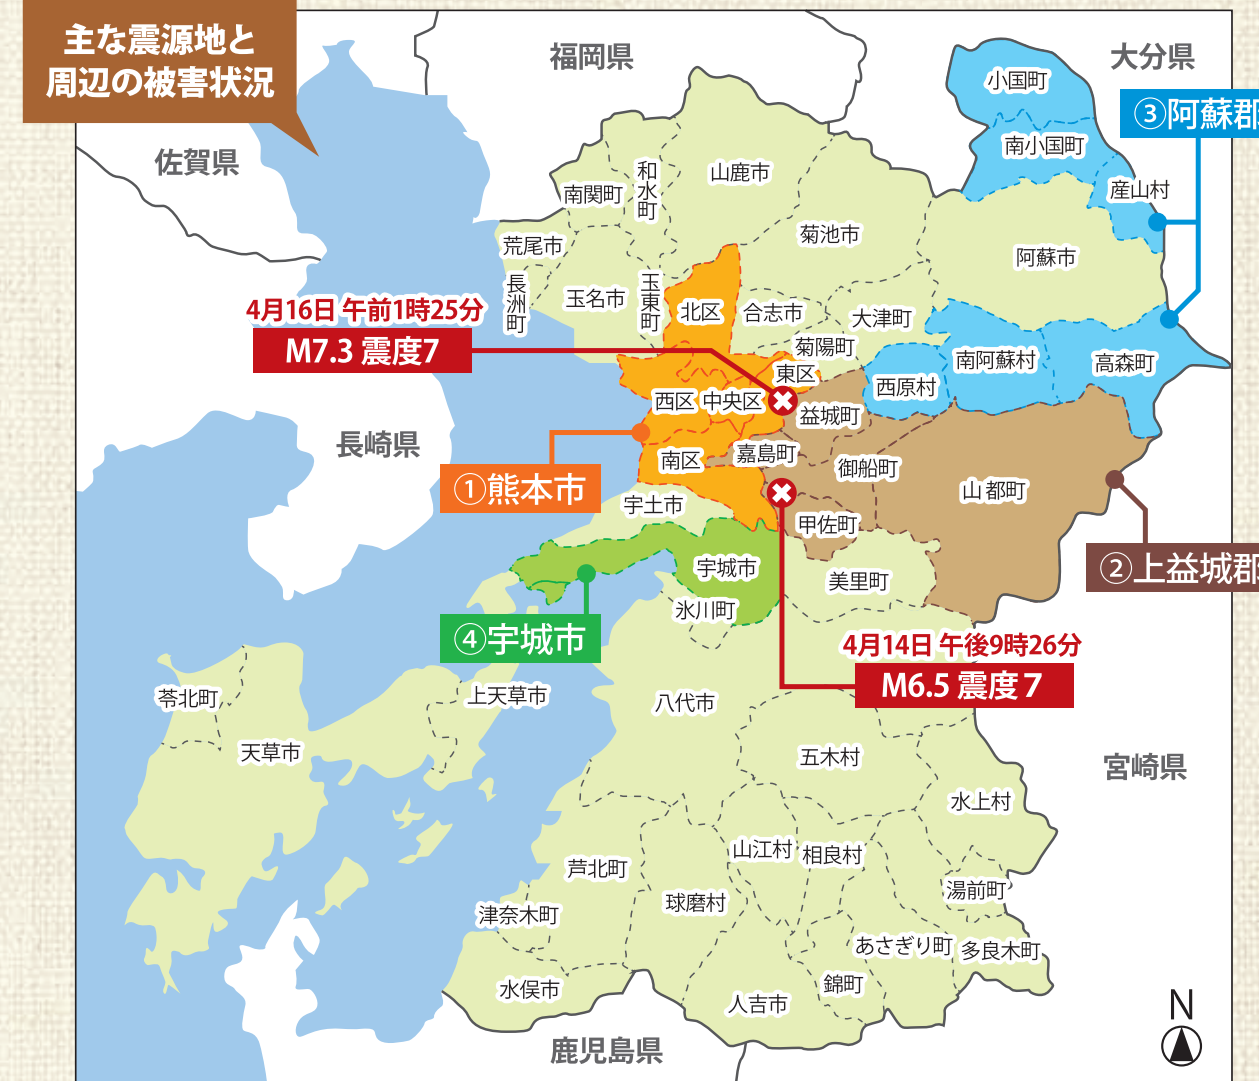 主な震源地と
周辺の被害状況
福岡県
大分県
佐賀県
長崎県
宮崎県
鹿児島県
小国町
南小国町
産山村
③阿蘇郡
阿蘇市
山鹿市
和水町
南関町
菊池市
荒尾市
長洲町
玉名市
玉東町
北区
合志市
大津町
菊陽町
4月16日 午前1時25分
M7.3 震度7
東区
西区
中央区
南区
西原村
南阿蘇村
高森町
益城町
嘉島町
御船町
山都町
甲佐町
①熊本市
②上益城郡
宇土市
宇城市
美里町
氷川町
④宇城市
4月14日 午後9時26分
M6.5 震度7
苓北町
天草市
上天草市
八代市
五木村
水上村
山江村
相良村
湯前町
芦北町
球磨村
津奈木町
あさぎり町
多良木町
水俣市
錦町
人吉市
N